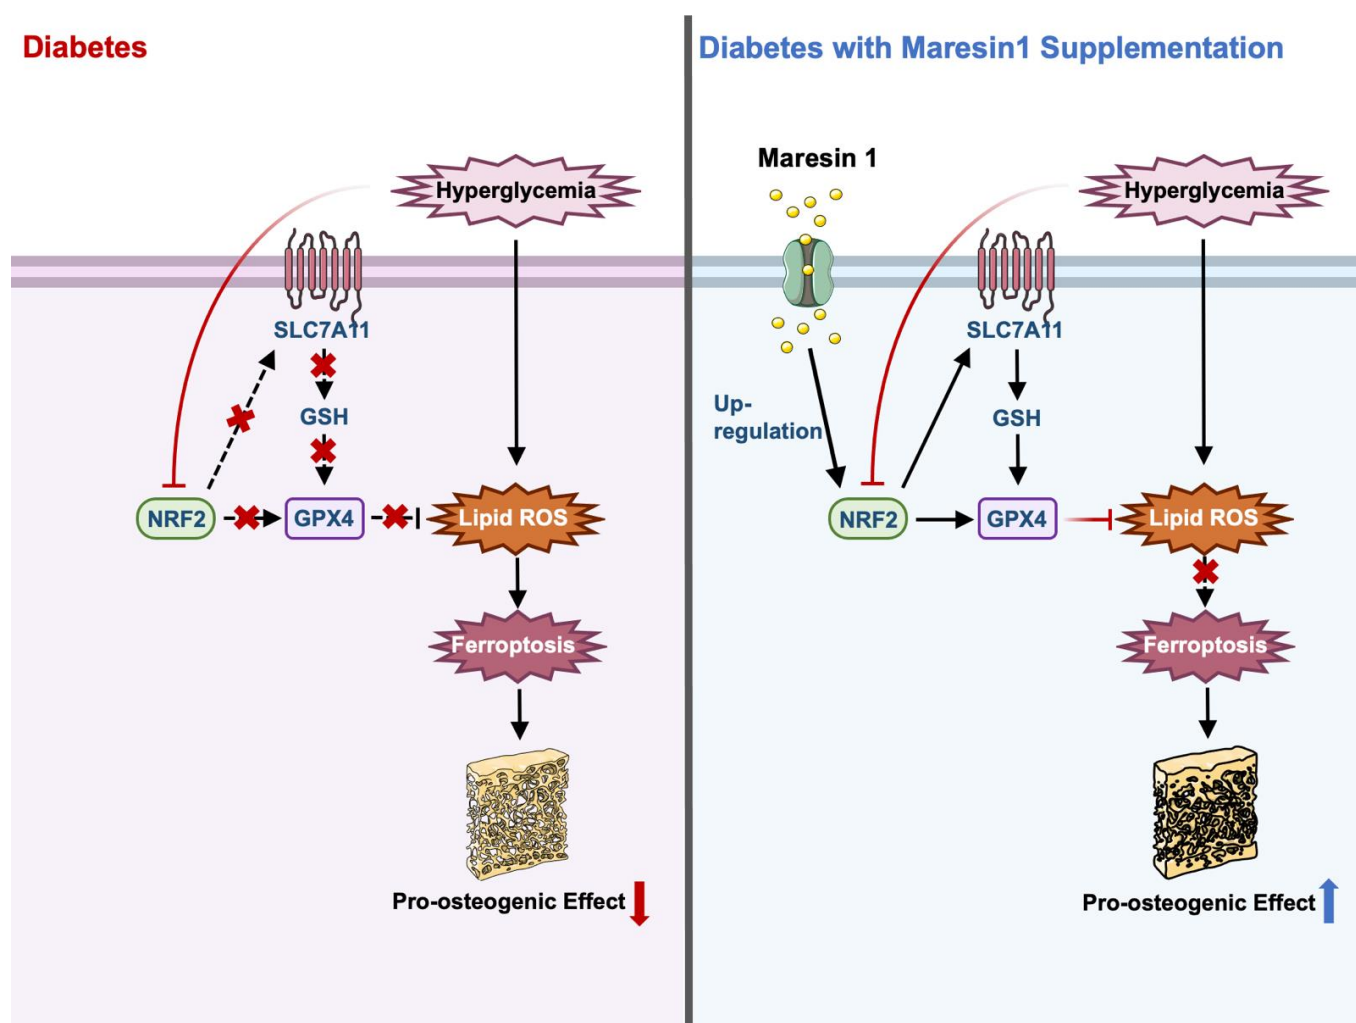 Diabetes
Hyperglycemia
SLC7A11
GSH
NRF2
GPX4
Lipid ROS
Ferroptosis
Pro-osteogenic Effect
Diabetes with Maresin1 Supplementation
Maresin 1
Hyperglycemia
SLC7A11
Up-
regulation
GSH
NRF2
GPX4
Lipid ROS
Ferroptosis
Pro-osteogenic Effect